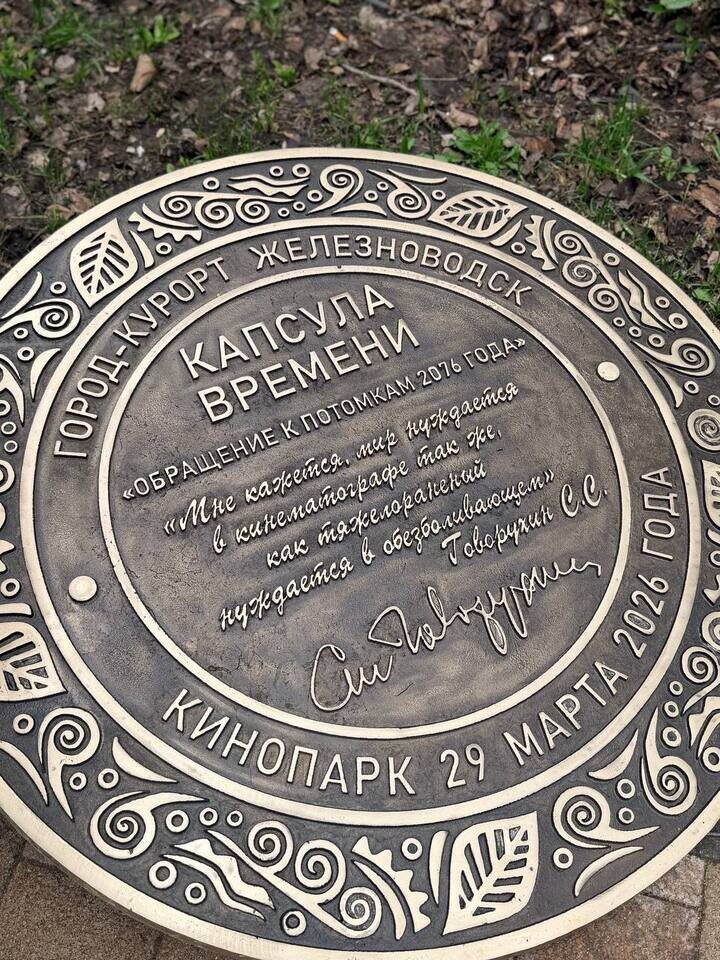 ГОРОД-КУРОРТ ЖЕЛЕЗНОВОДСК
КАПСУЛА
ВРЕМЕНИ
«ОБРАЩЕНИЕ К ПОТОМКАМ 2076 ГОДА»
«Мне кажется, мир нуждается
в кинематографе так же,
как тяжелораненый
нуждается в обезболивающем»
Говорухин С.С.
КИНОПАРК 29 МАРТА 2026 ГОДА